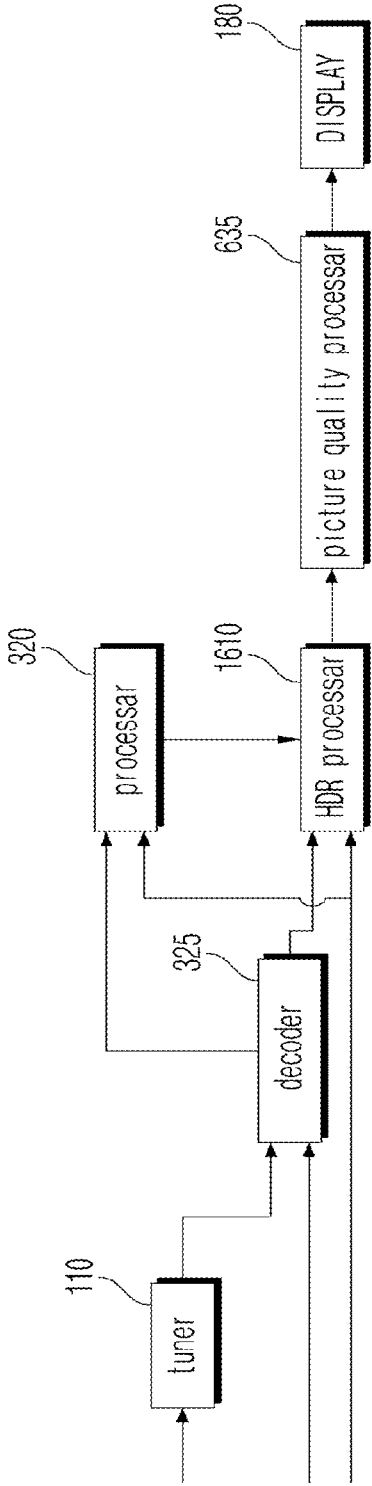 110
tuner
325
decoder
320
processar
1610
HDR processar
635
picture quality processar
180
DISPLAY